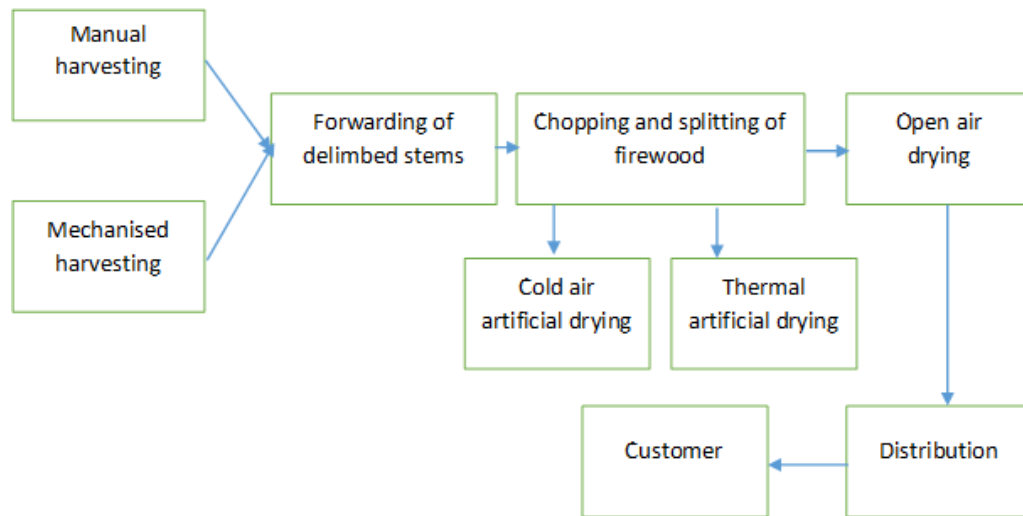 Manual
harvesting
Mechanised
harvesting
Forwarding of
delimbed stems
Chopping and splitting of
firewood
Open air
drying
Cold air
artificial drying
Thermal
artificial drying
Distribution
Customer